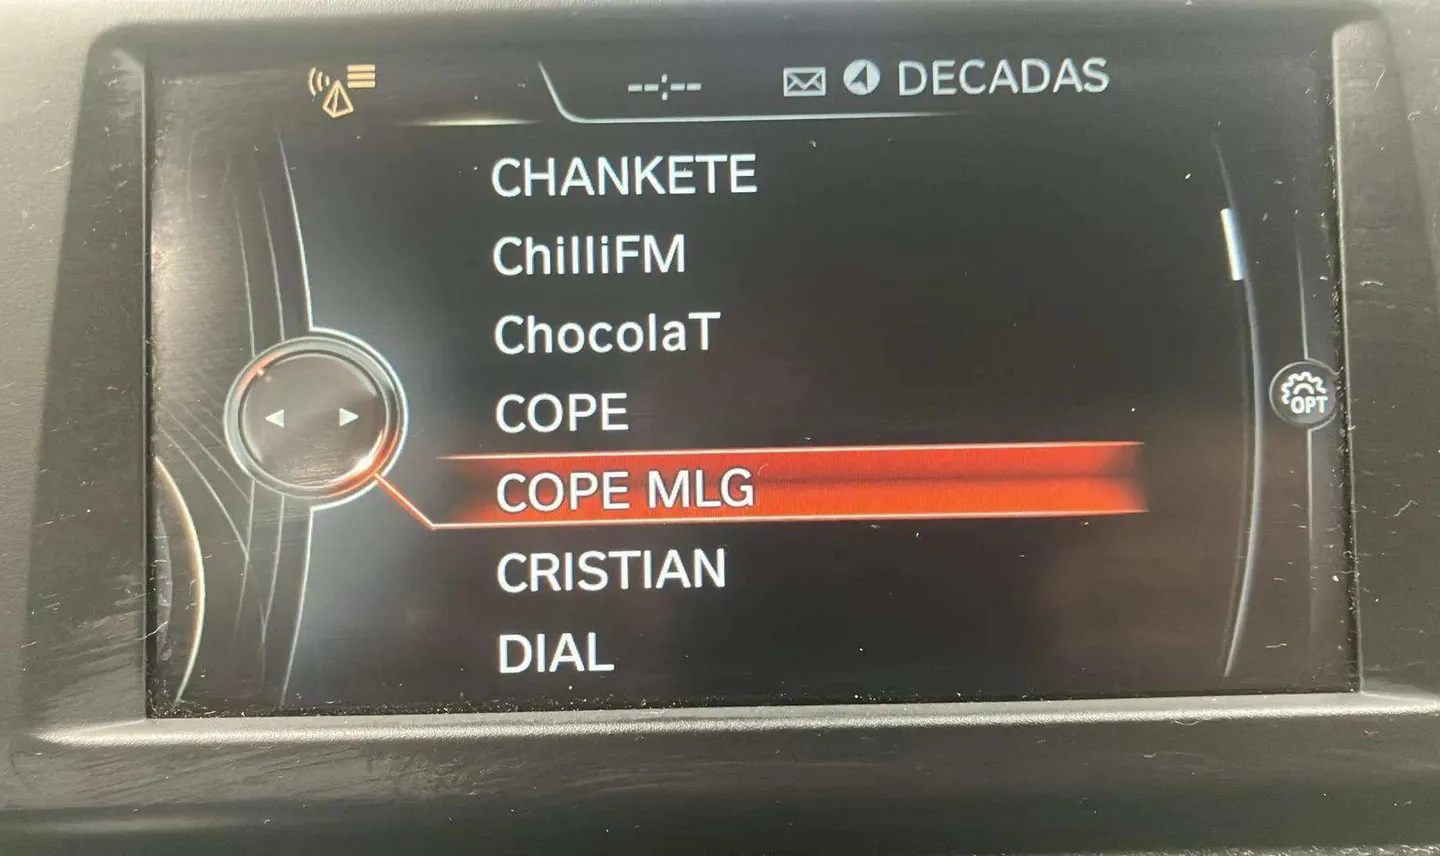 --:-- DECADAS
CHANKETE
ChilliFM
ChocolaT
COPE
COPE MLG
CRISTIAN
DIAL
OPT